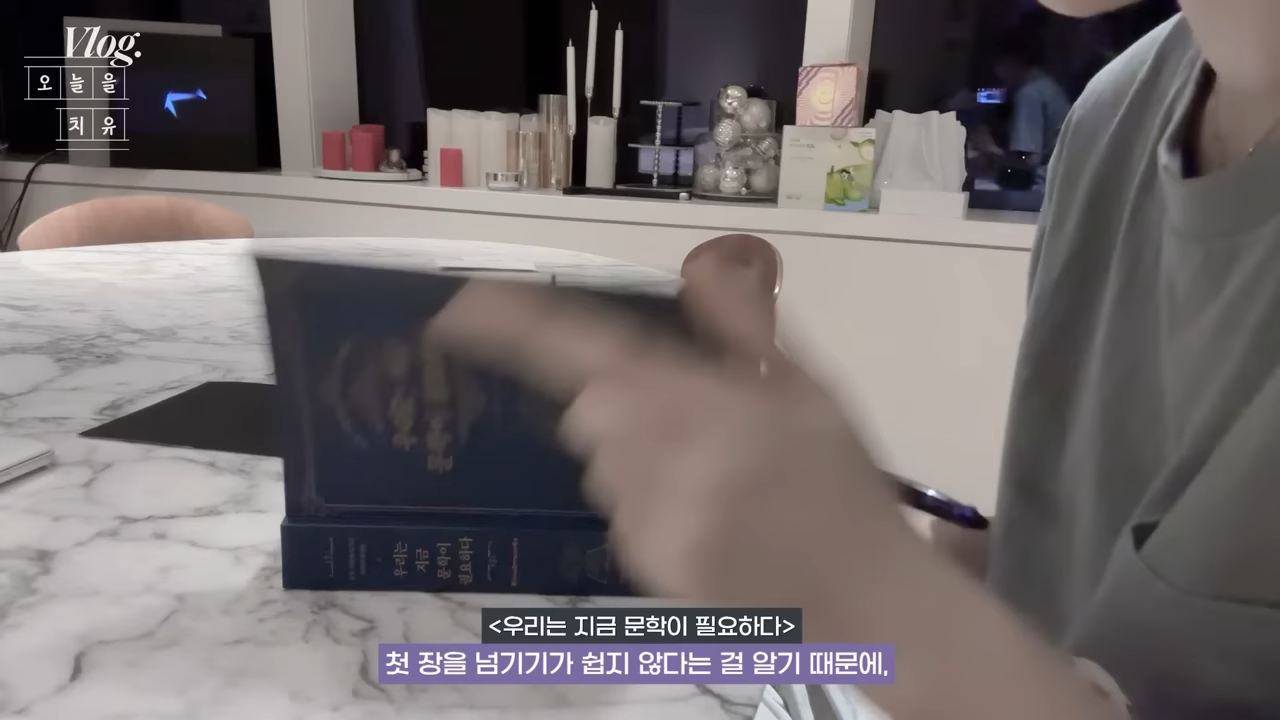 Vlog.
오늘을
치유
우리는
지금
문학이
필요하다
<우리는 지금 문학이 필요하다>
첫 장을 넘기기가 쉽지 않다는 걸 알기 때문에,